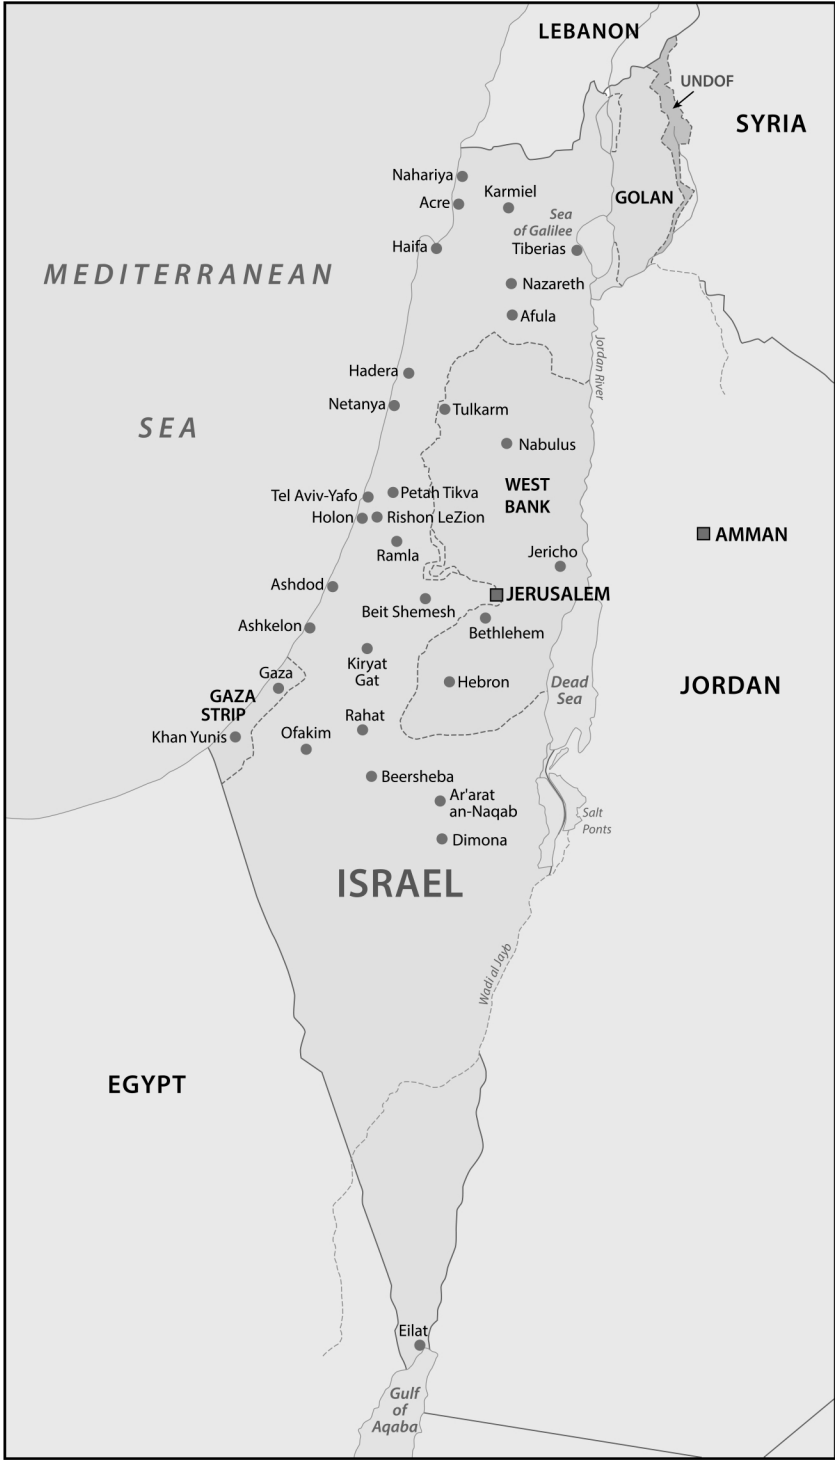 LEBANON
UNDOF
SYRIA
Nahariya
Karmiel
GOLAN
Acre
Sea
of Galilee
Haifa
Tiberias
MEDITERRANEAN
Nazareth
Afula
Jordan River
Hadera
Netanya
Tulkarm
SEA
Nabulus
WEST
BANK
Tel Aviv-Yafo
Petah Tikva
Holon
Rishon LeZion
AMMAN
Ramla
Jericho
Ashdod
JERUSALEM
Beit Shemesh
Ashkelon
Bethlehem
Kiryat
Gat
Gaza
Hebron
Dead
Sea
JORDAN
GAZA
STRIP
Rahat
Khan Yunis
Ofakim
Beersheba
Ar'arat
an-Naqab
Salt
Ponts
Dimona
ISRAEL
Wadi al Jayb
EGYPT
Eilat
Gulf
of
Aqaba